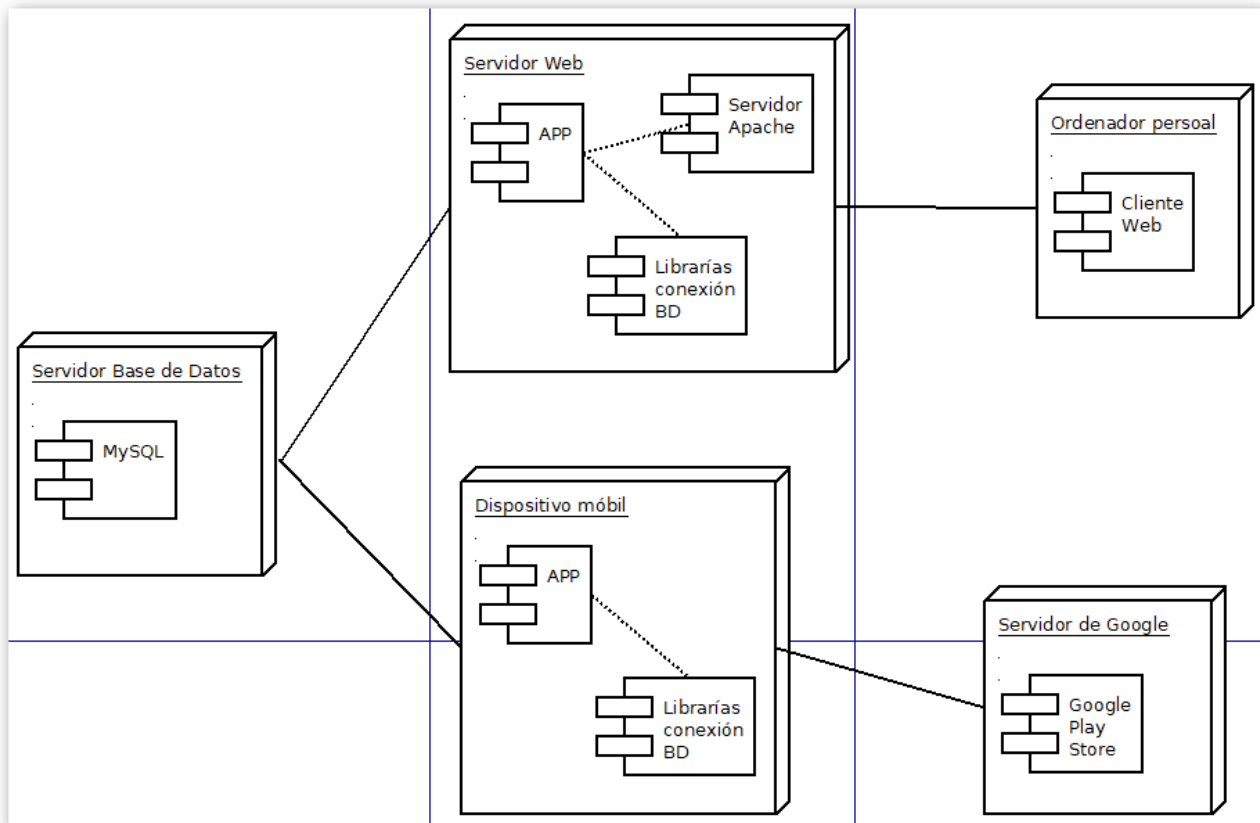 Servidor Web
APP
Servidor
Apache
Librarías
conexión
BD
Ordenador persoal
Cliente
Web
Servidor Base de Datos
MySQL
Dispositivo móbil
APP
Librarías
conexión
BD
Servidor de Google
Google
Play
Store